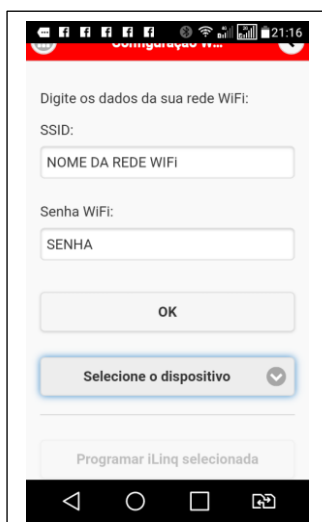 21:16
Configuração W...
Digite os dados da sua rede WiFi:
SSID:
NOME DA REDE WIFi
Senha WiFi:
SENHA
OK
Selecione o dispositivo
Programar iLinq selecionada